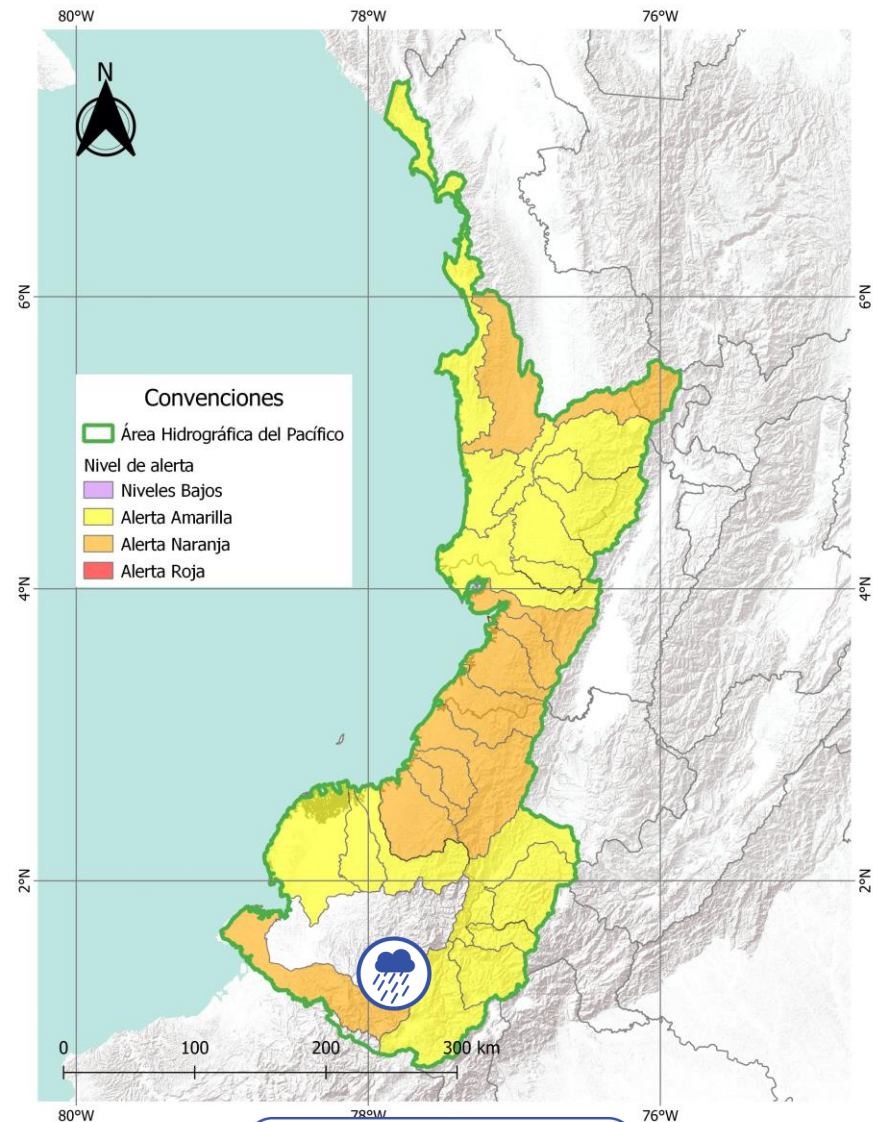 80°W
78°W
76°W
N
6°N
6°N
Convenciones
Área Hidrográfica del Pacífico
Nivel de alerta
Niveles Bajos
Alerta Amarilla
Alerta Naranja
Alerta Roja
4°N
4°N
2°N
2°N
0
100
200
300 km
80°W
78°W
76°W